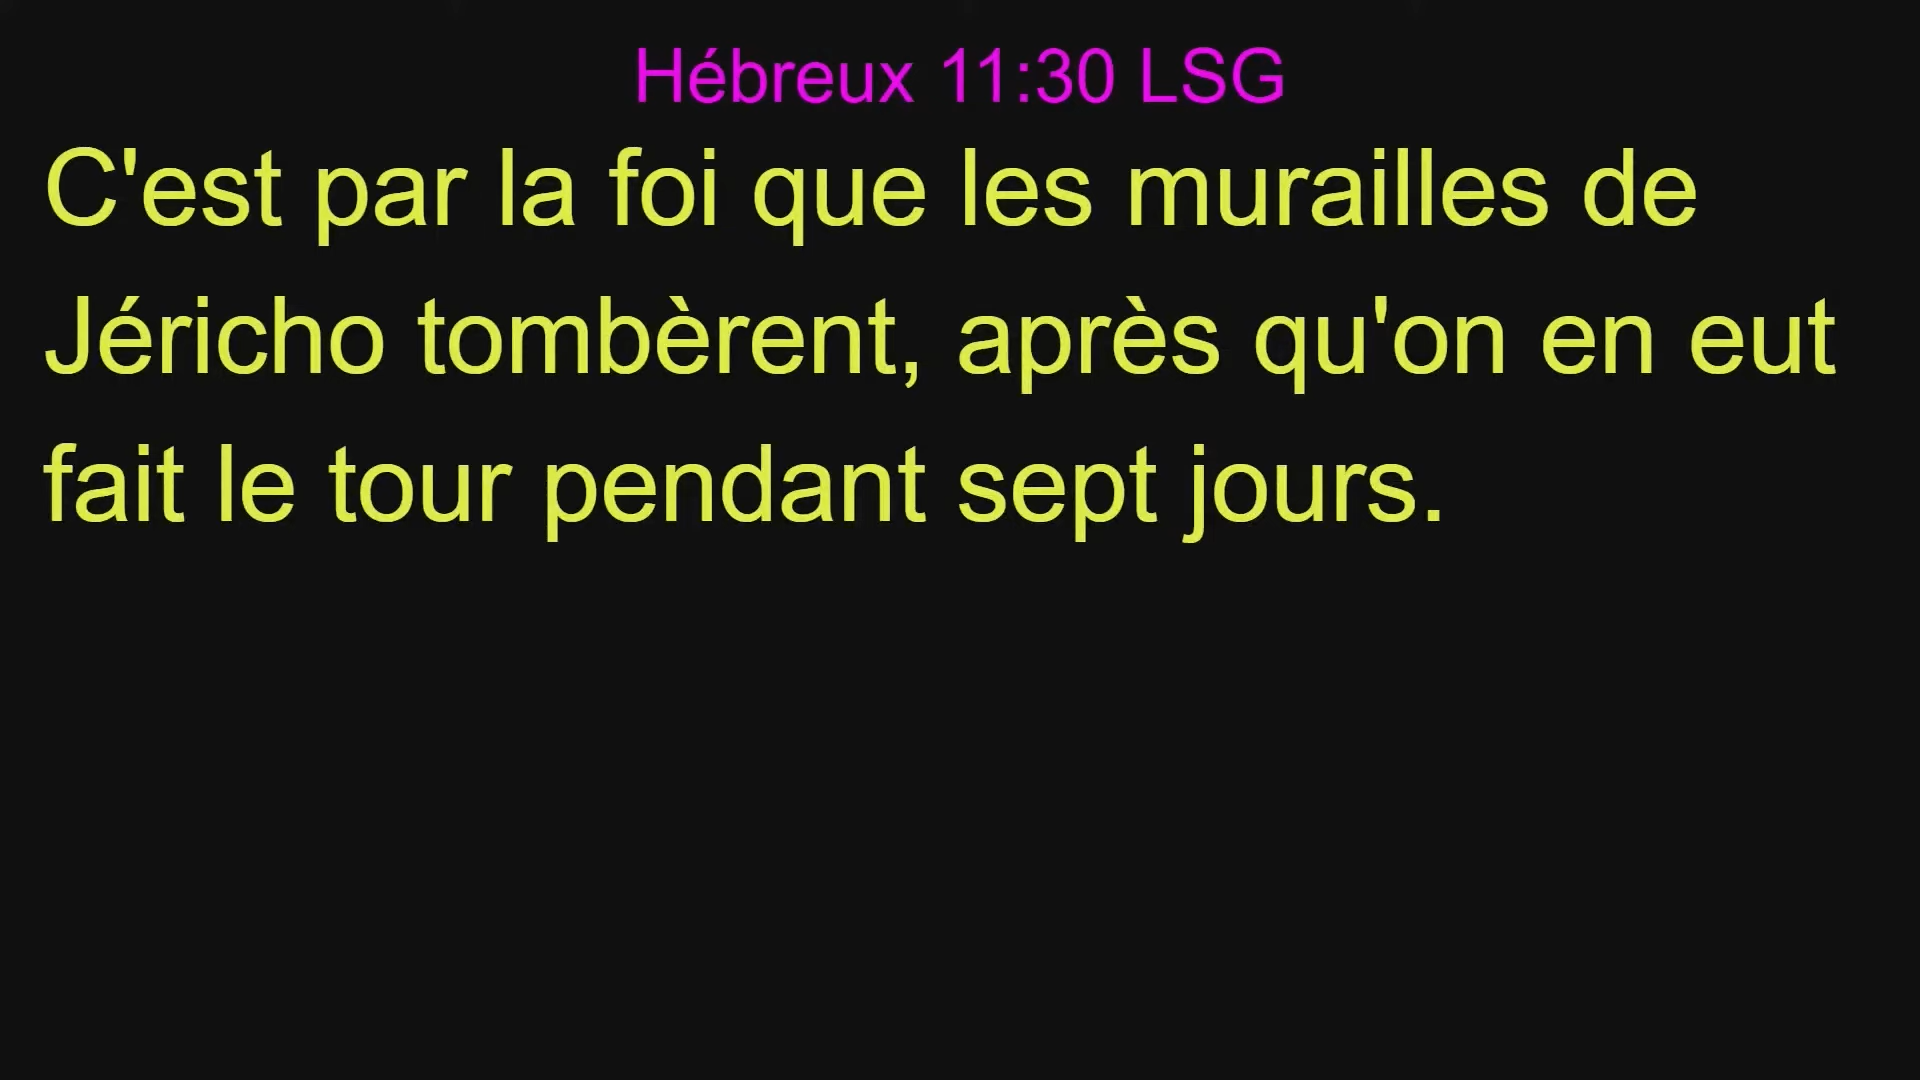 Hébreux 11:30 LSG
C'est par la foi que les murailles de
Jéricho tombèrent, après qu'on en eut
fait le tour pendant sept jours.